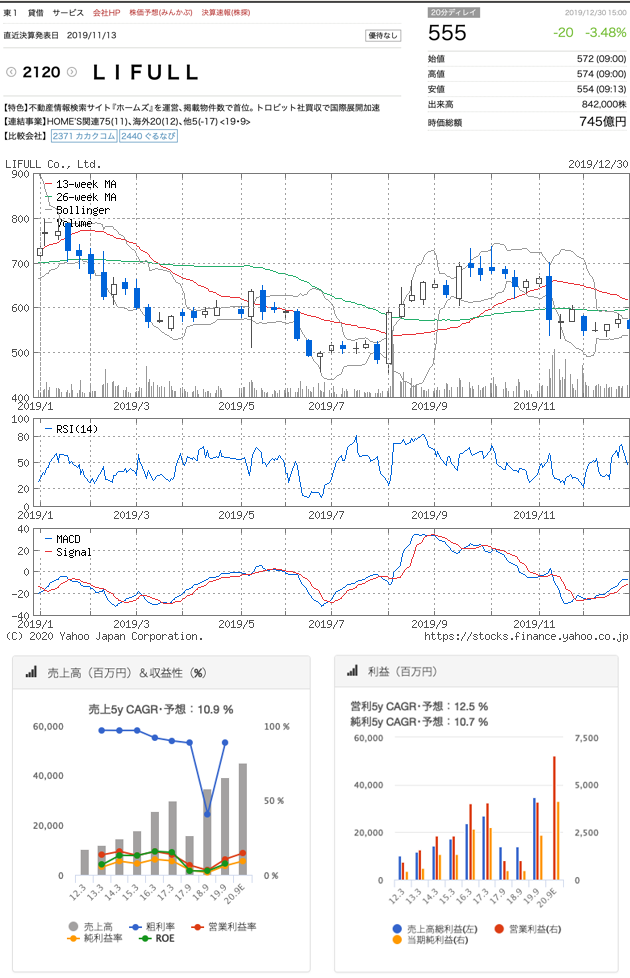 東1 貸借 サービス 会社HP 株価予想(みんかぶ) 決算速報(株探)
直近決算発表日 2019/11/13 優待なし
2120 LIFULL
【特色】不動産情報検索サイト『ホームズ』を運営、掲載物件数で首位。トロビット社買収で国際展開加速
【連結事業】HOME'S関連75(11)、海外20(12)、他5(-17) <19・9>
【比較会社】 2371 カカクコム 2440 ぐるなび
20分ディレイ 2019/12/30 15:00
555 -20 -3.48%
始値 572 (09:00)
高値 574 (09:00)
安値 554 (09:13)
出来高 842,000株
時価総額 745億円
LIFULL Co., Ltd. 2019/12/30
13-week MA
26-week MA
Bollinger
Volume
900
800
700
600
500
400
2019/1 2019/3 2019/5 2019/7 2019/9 2019/11
RSI(14)
100
80
60
40
20
0
2019/1 2019/3 2019/5 2019/7 2019/9 2019/11
MACD
Signal
40
20
0
-20
-40
2019/1 2019/3 2019/5 2019/7 2019/9 2019/11
(C) 2020 Yahoo Japan Corporation. https://stocks.finance.yahoo.co.jp
売上高（百万円）＆収益性（%）
売上5y CAGR・予想：10.9 %
60,000 100 %
40,000
50 %
20,000
0 0 %
12.3 13.3 14.3 15.3 16.3 17.3 17.9 18.9 19.9 20.9E
売上高 粗利率 営業利益率
純利益率 ROE
利益（百万円）
営利5y CAGR・予想：12.5 %
純利5y CAGR・予想：10.7 %
60,000 7,500
40,000 5,000
20,000 2,500
0 0
12.3 13.3 14.3 15.3 16.3 17.3 17.9 18.9 19.9 20.9E
売上高総利益(左) 営業利益(右)
当期純利益(右)